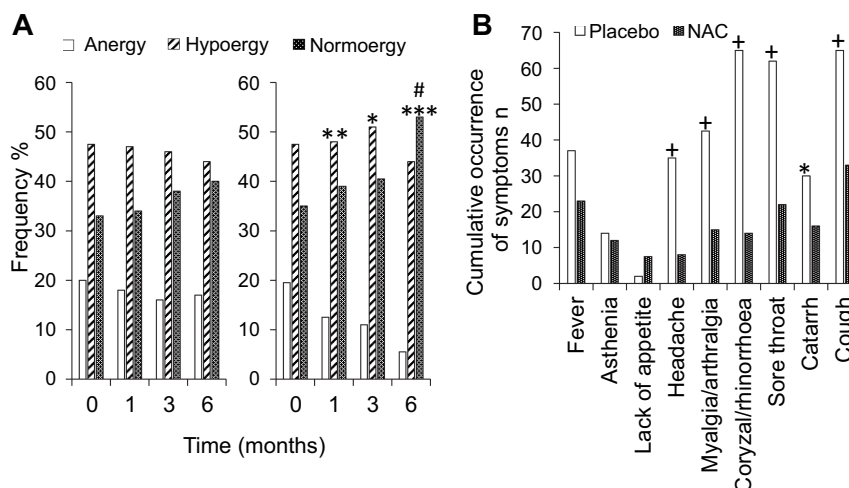 A
Anergy Hypoergy Normoergy
Frequency %
60
50
40
30
20
10
0
0 1 3 6
60
50
40
30
20
10
0
** * #
***
0 1 3 6
Time (months)
B
Placebo NAC
Cumulative occurrence
of symptoms n
70
60
50
40
30
20
10
0
+ + + + * +
Fever
Asthenia
Lack of appetite
Headache
Myalgia/arthralgia
Coryzal/rhinorrhoea
Sore throat
Catarrh
Cough